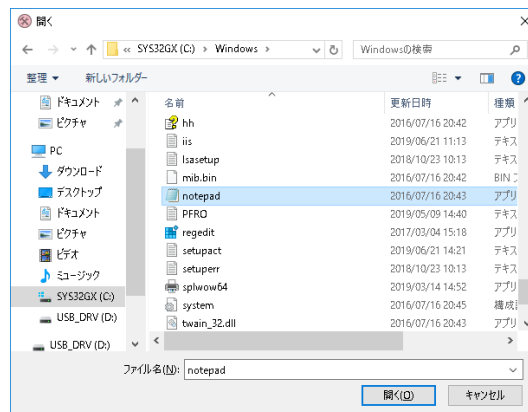 開く
« SYS32GX (C:) › Windows ›
Windowsの検索
整理
新しいフォルダー
ドキュメント
ピクチャ
PC
ダウンロード
デスクトップ
ドキュメント
ピクチャ
ビデオ
ミュージック
SYS32GX (C:)
USB_DRV (D:)
USB_DRV (D:)
名前 更新日時 種類
hh 2016/07/16 20:42 アプリ
iis 2019/06/21 11:13 テキス
lsasetup 2018/10/23 10:13 テキス
mib.bin 2016/07/16 20:42 BIN フ
notepad 2016/07/16 20:43 アプリ
PFRO 2019/05/09 14:40 テキス
regedit 2017/03/04 15:18 アプリ
setupact 2019/06/21 14:21 テキス
setuperr 2018/10/23 10:13 テキス
splwow64 2019/03/14 14:52 アプリ
system 2016/07/16 20:45 構成設
twain_32.dll 2016/07/16 20:43 アプリ
ファイル名(N): notepad
開く(O) キャンセル